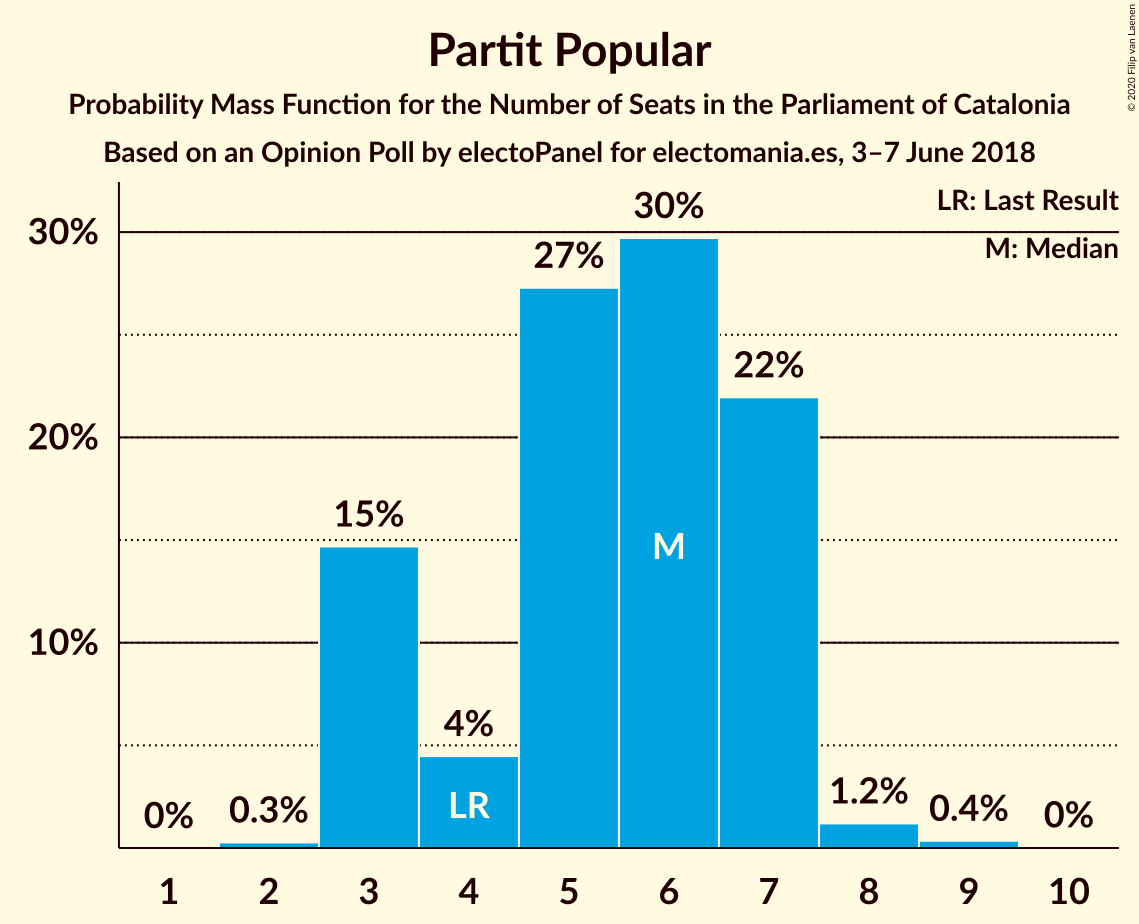 Partit Popular
Probability Mass Function for the Number of Seats in the Parliament of Catalonia
Based on an Opinion Poll by electoPanel for electomania.es, 3–7 June 2018
© 2020 Filip van Laenen
LR: Last Result
M: Median
30%
20%
10%
0%
0.3%
15%
4%
27%
30%
22%
1.2%
0.4%
0%
LR
M
1 2 3 4 5 6 7 8 9 10